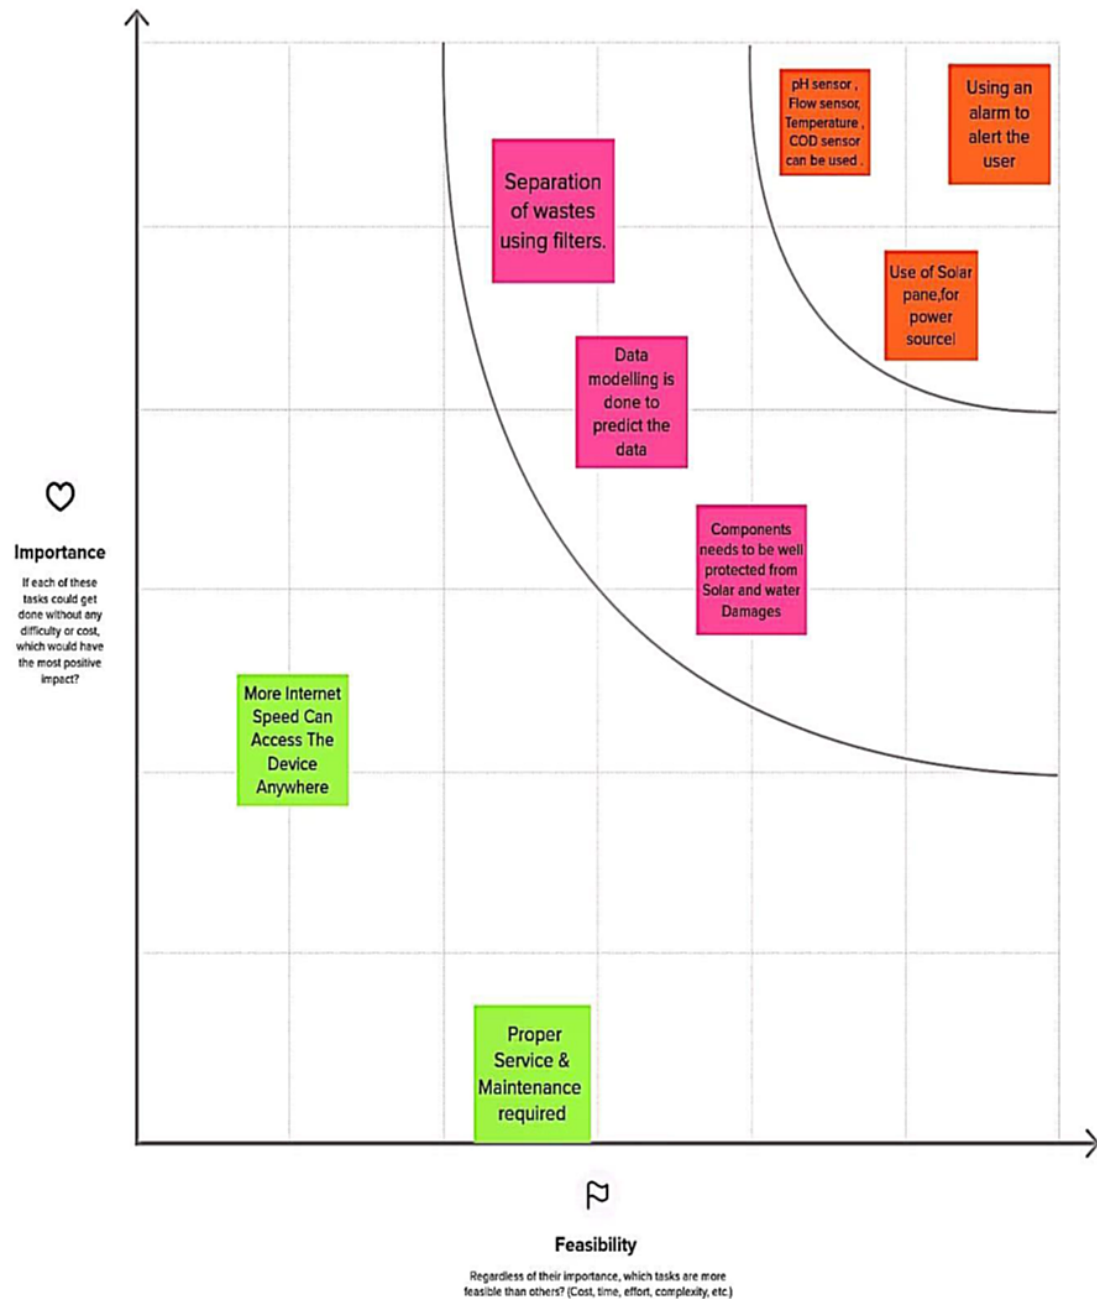 pH sensor ,
Flow sensor,
Temperature ,
COD sensor
can be used .
Using an
alarm to
alert the
user
Separation
of wastes
using filters.
Use of Solar
pane,for
power
sourcel
Data
modelling is
done to
predict the
data
Components
needs to be well
protected from
Solar and water
Damages
Importance
If each of these
tasks could get
done without any
difficulty or cost,
which would have
the most positive
impact?
More Internet
Speed Can
Access The
Device
Anywhere
Proper
Service &
Maintenance
required
Feasibility
Regardless of their importance, which tasks are more
feasible than others? (Cost, time, effort, complexity, etc.)